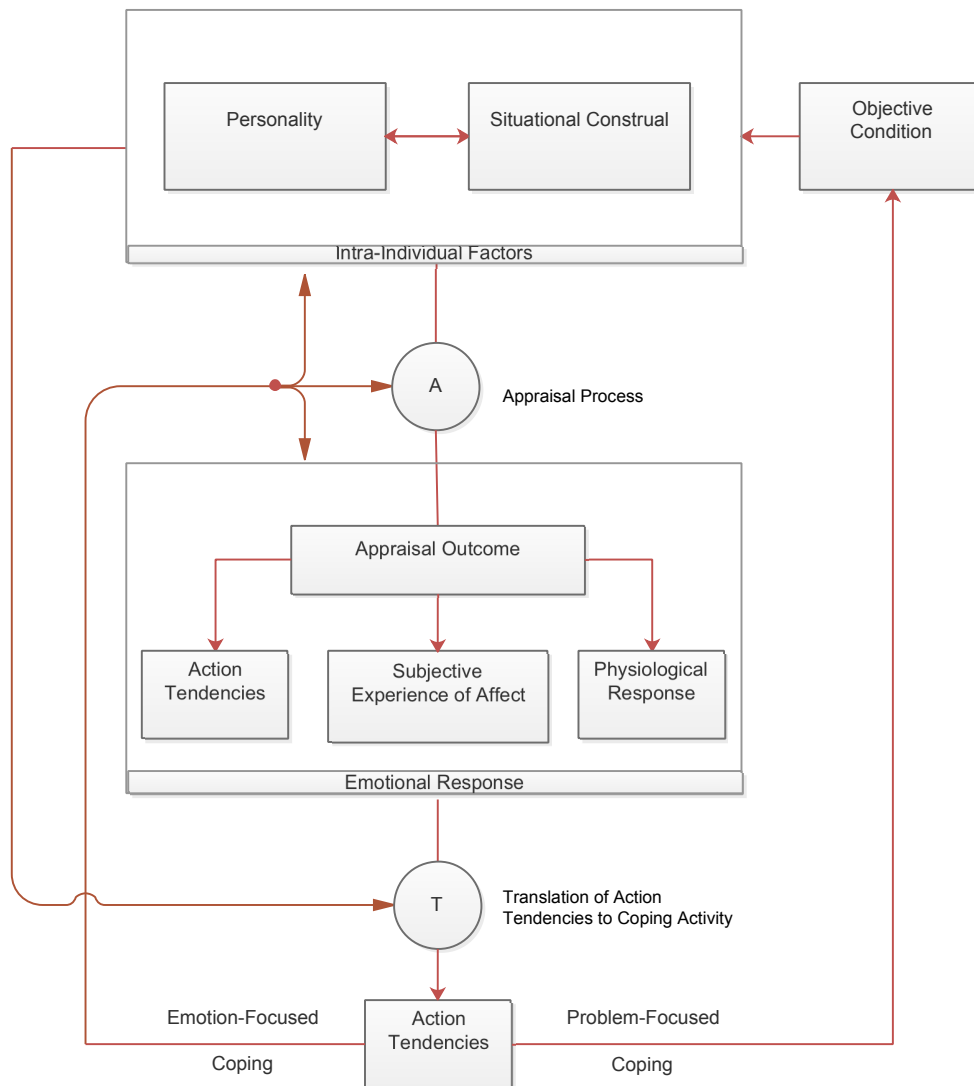 Personality
Situational Construal
Objective
Condition
Intra-Individual Factors
A
Appraisal Process
Appraisal Outcome
Action
Tendencies
Subjective
Experience of Affect
Physiological
Response
Emotional Response
T
Translation of Action
Tendencies to Coping Activity
Emotion-Focused
Coping
Action
Tendencies
Problem-Focused
Coping